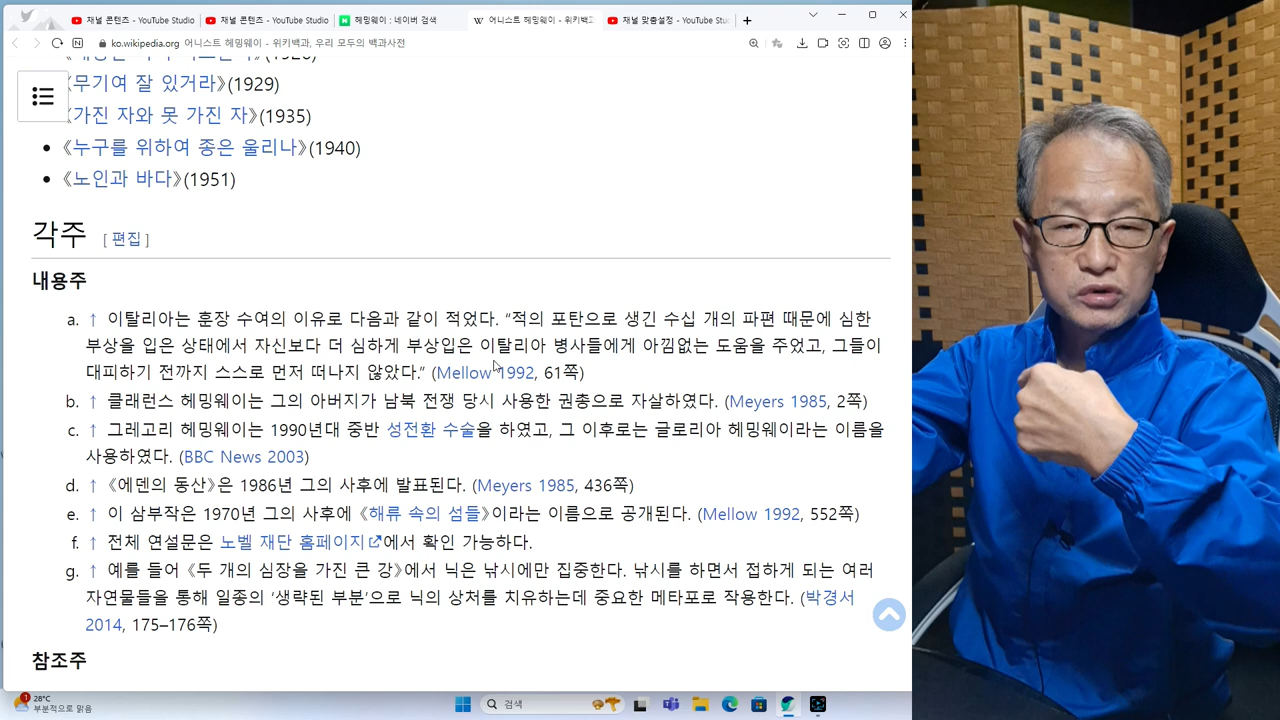 채널 콘텐츠 - YouTube Studio
채널 콘텐츠 - YouTube Studio
헤밍웨이 : 네이버 검색
어니스트 헤밍웨이 - 위키백과
채널 맞춤설정 - YouTube Stu
ko.wikipedia.org 어니스트 헤밍웨이 - 위키백과, 우리 모두의 백과사전
《무기여 잘 있거라》(1929)
《가진 자와 못 가진 자》(1935)
• 《누구를 위하여 종은 울리나》(1940)
• 《노인과 바다》(1951)
각주 [ 편집 ]
내용주
a. ↑ 이탈리아는 훈장 수여의 이유로 다음과 같이 적었다. “적의 포탄으로 생긴 수십 개의 파편 때문에 심한
부상을 입은 상태에서 자신보다 더 심하게 부상입은 이탈리아 병사들에게 아낌없는 도움을 주었고, 그들이
대피하기 전까지 스스로 먼저 떠나지 않았다.” (Mellow 1992, 61쪽)
b. ↑ 클래런스 헤밍웨이는 그의 아버지가 남북 전쟁 당시 사용한 권총으로 자살하였다. (Meyers 1985, 2쪽)
c. ↑ 그레고리 헤밍웨이는 1990년대 중반 성전환 수술을 하였고, 그 이후로는 글로리아 헤밍웨이라는 이름을
사용하였다. (BBC News 2003)
d. ↑ 《에덴의 동산》은 1986년 그의 사후에 발표된다. (Meyers 1985, 436쪽)
e. ↑ 이 삼부작은 1970년 그의 사후에 《해류 속의 섬들》이라는 이름으로 공개된다. (Mellow 1992, 552쪽)
f. ↑ 전체 연설문은 노벨 재단 홈페이지에서 확인 가능하다.
g. ↑ 예를 들어 《두 개의 심장을 가진 큰 강》에서 닉은 낚시에만 집중한다. 낚시를 하면서 접하게 되는 여러
자연물들을 통해 일종의 ‘생략된 부분’으로 닉의 상처를 치유하는데 중요한 메타포로 작용한다. (박경서
2014, 175–176쪽)
참조주
1
28°C
부분적으로 맑음
검색